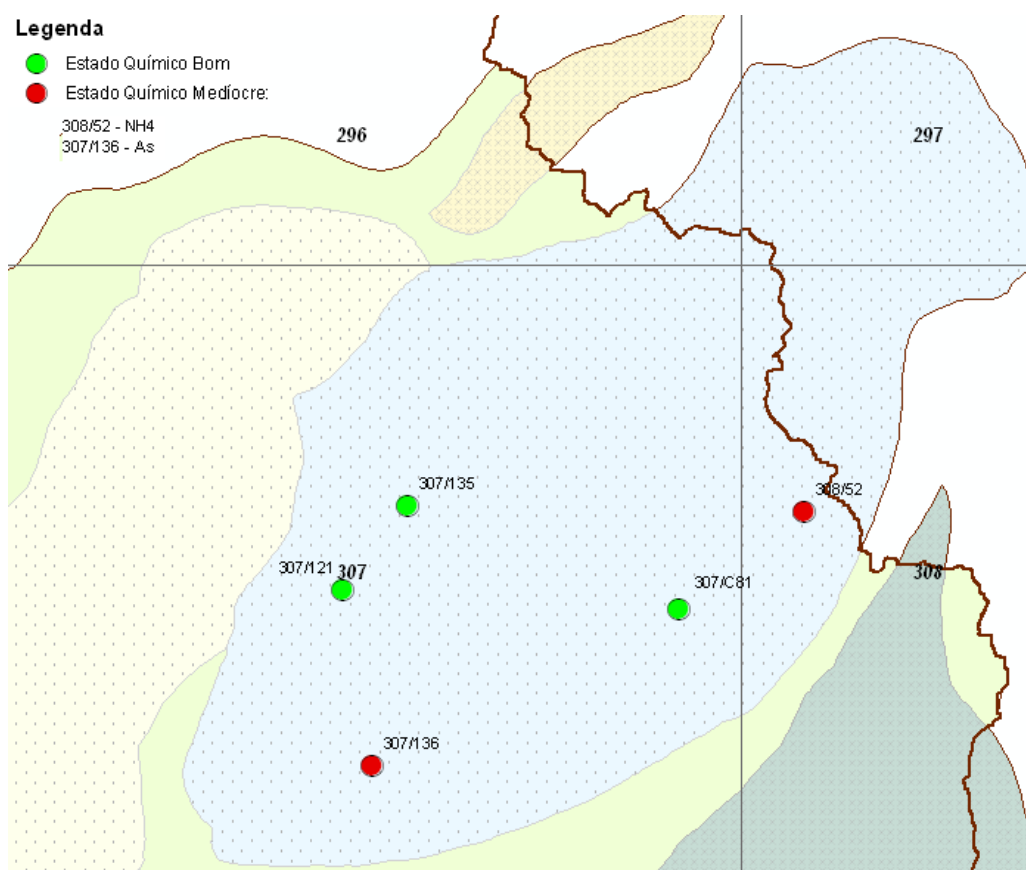 Legenda
Estado Químico Bom
Estado Químico Medíocre:
308/52 - NH4
307/136 - As
296
297
307/135
308/52
307/121
307
307/C81
308
307/136